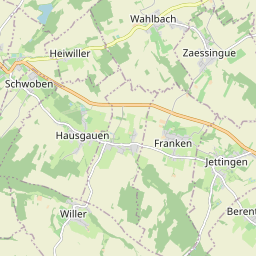 Wahlbach
Heiwiller
Zaessingue
Schwoben
Hausgauen
Franken
Jettingen
Willer
Berent